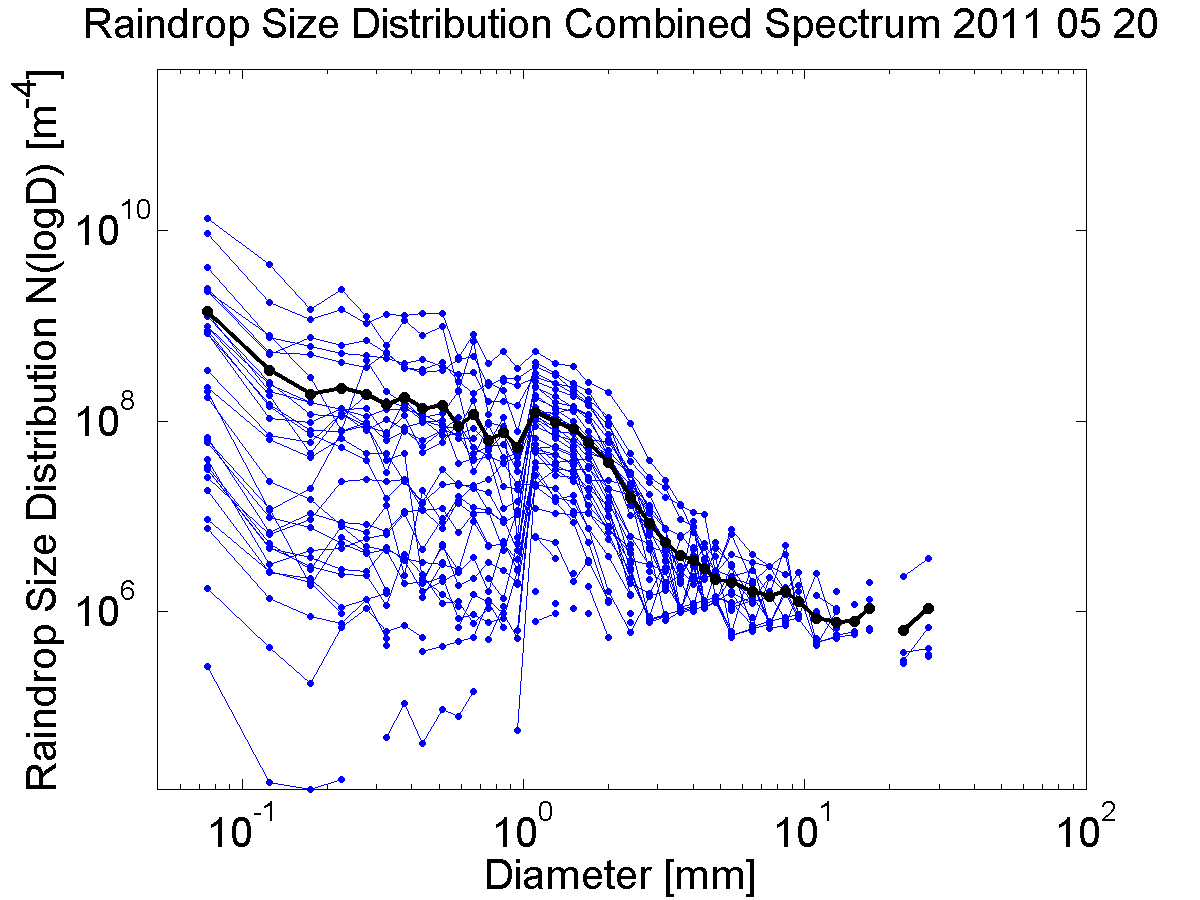 Raindrop Size Distribution Combined Spectrum 2011 05 20
Raindrop Size Distribution N(logD) [m^-4]
10^10
10^8
10^6
10^-1 10^0 10^1 10^2
Diameter [mm]